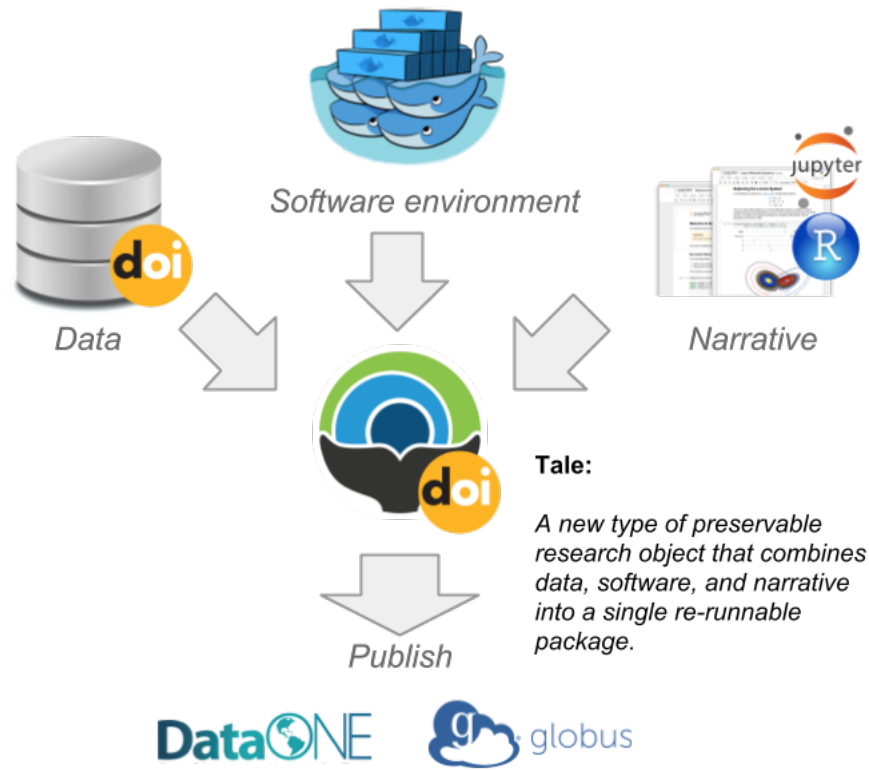 Software environment
jupyter
R
doi
Data
Narrative
doi
Tale:
A new type of preservable
research object that combines
data, software, and narrative
into a single re-runnable
package.
Publish
DataONE
g globus